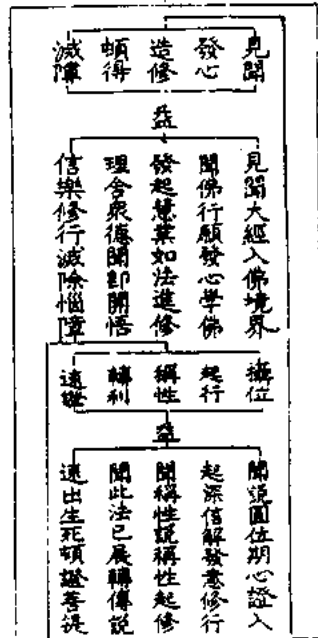 見聞
發心
造修
頓得
滅障
益
見聞大經入佛境界
聞佛行願發心學佛
發起慧業如法進修
理含眾德聞即開悟
信樂修行滅除惱障
攝位
起行
稱性
轉利
速證
益
聞說圓位期心證入
起深信解發意修行
聞稱性說稱性起修
聞此法已展轉傳說
速出生死頓證菩提